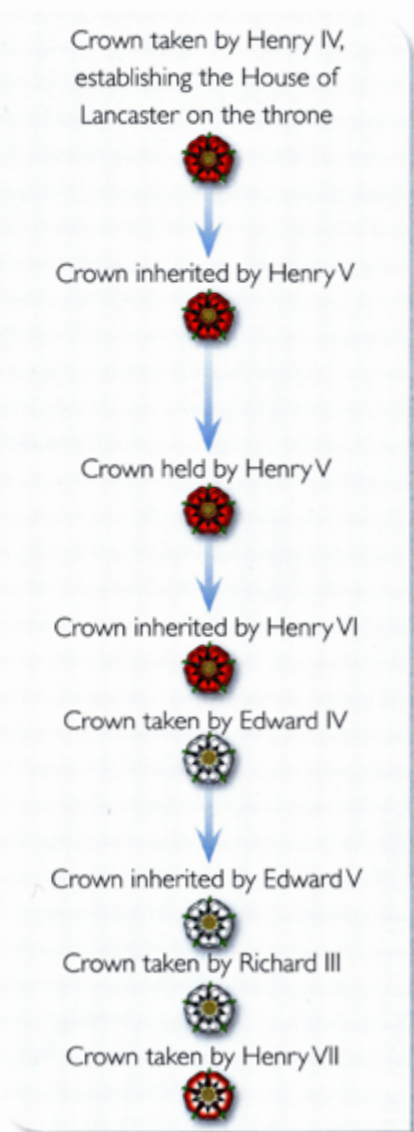 Crown taken by Henry IV,
establishing the House of
Lancaster on the throne
Crown inherited by Henry V
Crown held by Henry V
Crown inherited by Henry VI
Crown taken by Edward IV
Crown inherited by Edward V
Crown taken by Richard III
Crown taken by Henry VII